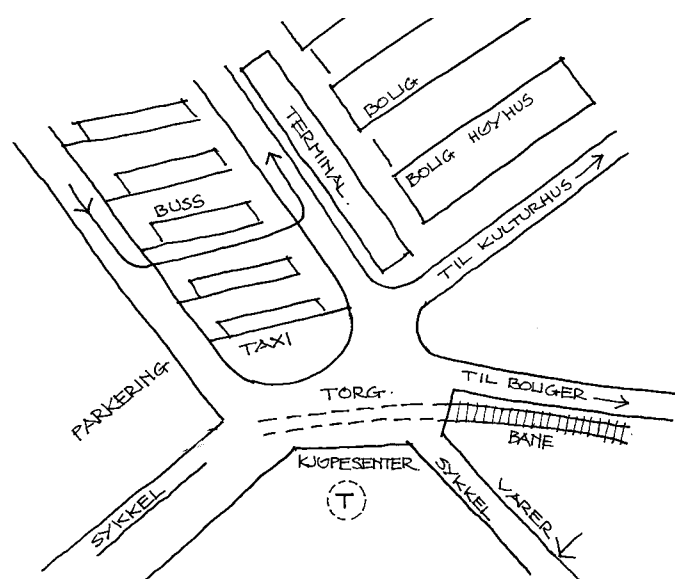 BOLIG
TERMINAL.
BOLIG HØYHUS
BUSS
TIL KULTURHUS
TAXI
PARKERING
TORG.
TIL BOLIGER
BANE
KJØPESENTER.
T
SYKKEL
SYKKEL
VARER